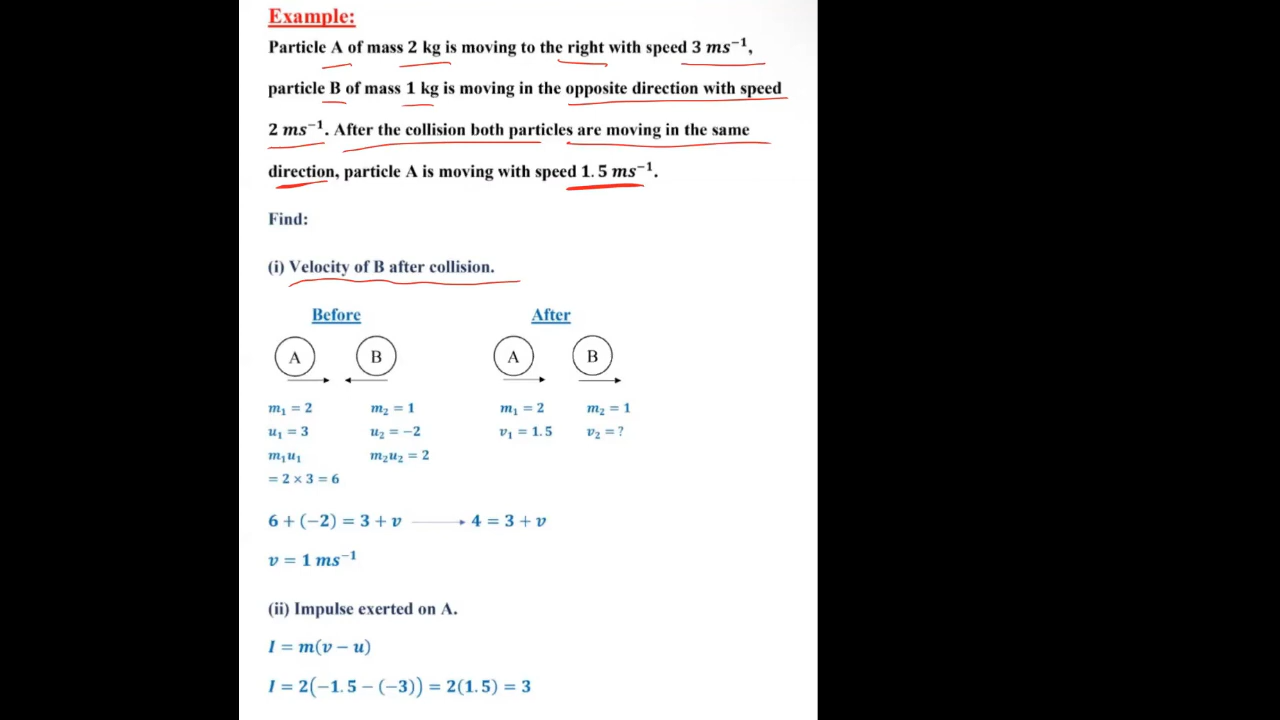 Example:
Particle A of mass 2 kg is moving to the right with speed 3 ms⁻¹,
particle B of mass 1 kg is moving in the opposite direction with speed
2 ms⁻¹. After the collision both particles are moving in the same
direction, particle A is moving with speed 1.5 ms⁻¹.
Find:
(i) Velocity of B after collision.
Before After
A B A B
m₁ = 2 m₂ = 1 m₁ = 2 m₂ = 1
u₁ = 3 u₂ = −2 v₁ = 1.5 v₂ = ?
m₁u₁ m₂u₂ = 2
= 2 × 3 = 6
6 + (−2) = 3 + v → 4 = 3 + v
v = 1 ms⁻¹
(ii) Impulse exerted on A.
I = m(v − u)
I = 2(−1.5 − (−3)) = 2(1.5) = 3